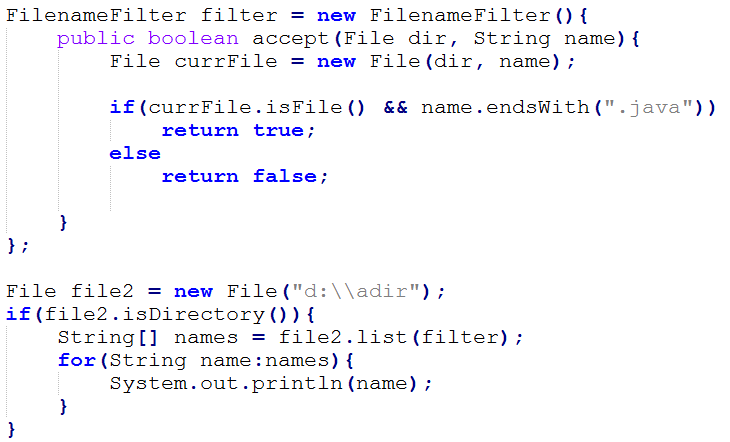 FilenameFilter filter = new FilenameFilter(){
    public boolean accept(File dir, String name){
        File currFile = new File(dir, name);

        if(currFile.isFile() && name.endsWith(".java"))
            return true;
        else
            return false;

    }
};

File file2 = new File("d:\\adir");
if(file2.isDirectory()){
    String[] names = file2.list(filter);
    for(String name:names){
        System.out.println(name);
    }
}